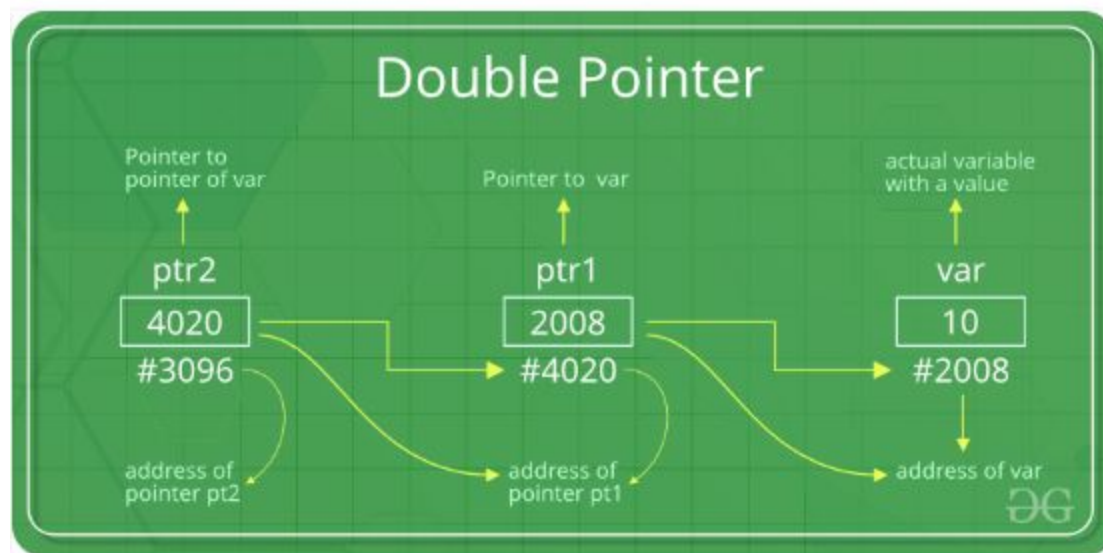 Double Pointer
Pointer to
pointer of var
Pointer to var
actual variable
with a value
ptr2
ptr1
var
4020
2008
10
#3096
#4020
#2008
address of
pointer pt2
address of
pointer pt1
address of var
GG